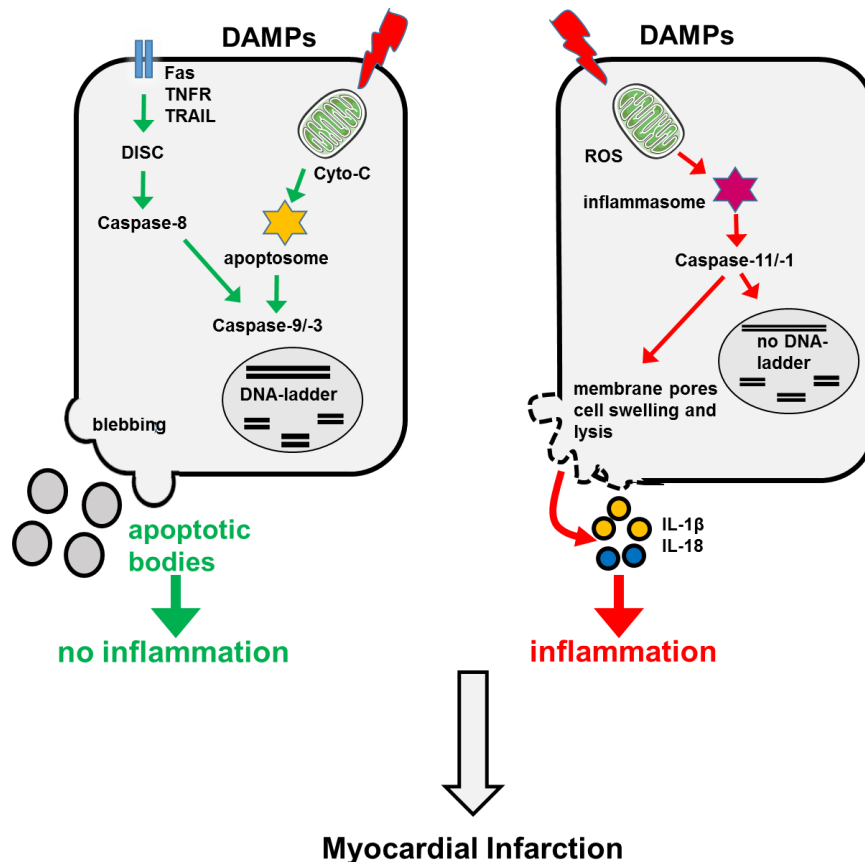 DAMPs
Fas
TNFR
TRAIL
DISC
Cyto-C
Caspase-8
apoptosome
Caspase-9/-3
DNA-ladder
blebbing
apoptotic
bodies
no inflammation
DAMPs
ROS
inflammasome
Caspase-11/-1
no DNA-
ladder
membrane pores
cell swelling and
lysis
IL-1β
IL-18
inflammation
Myocardial Infarction